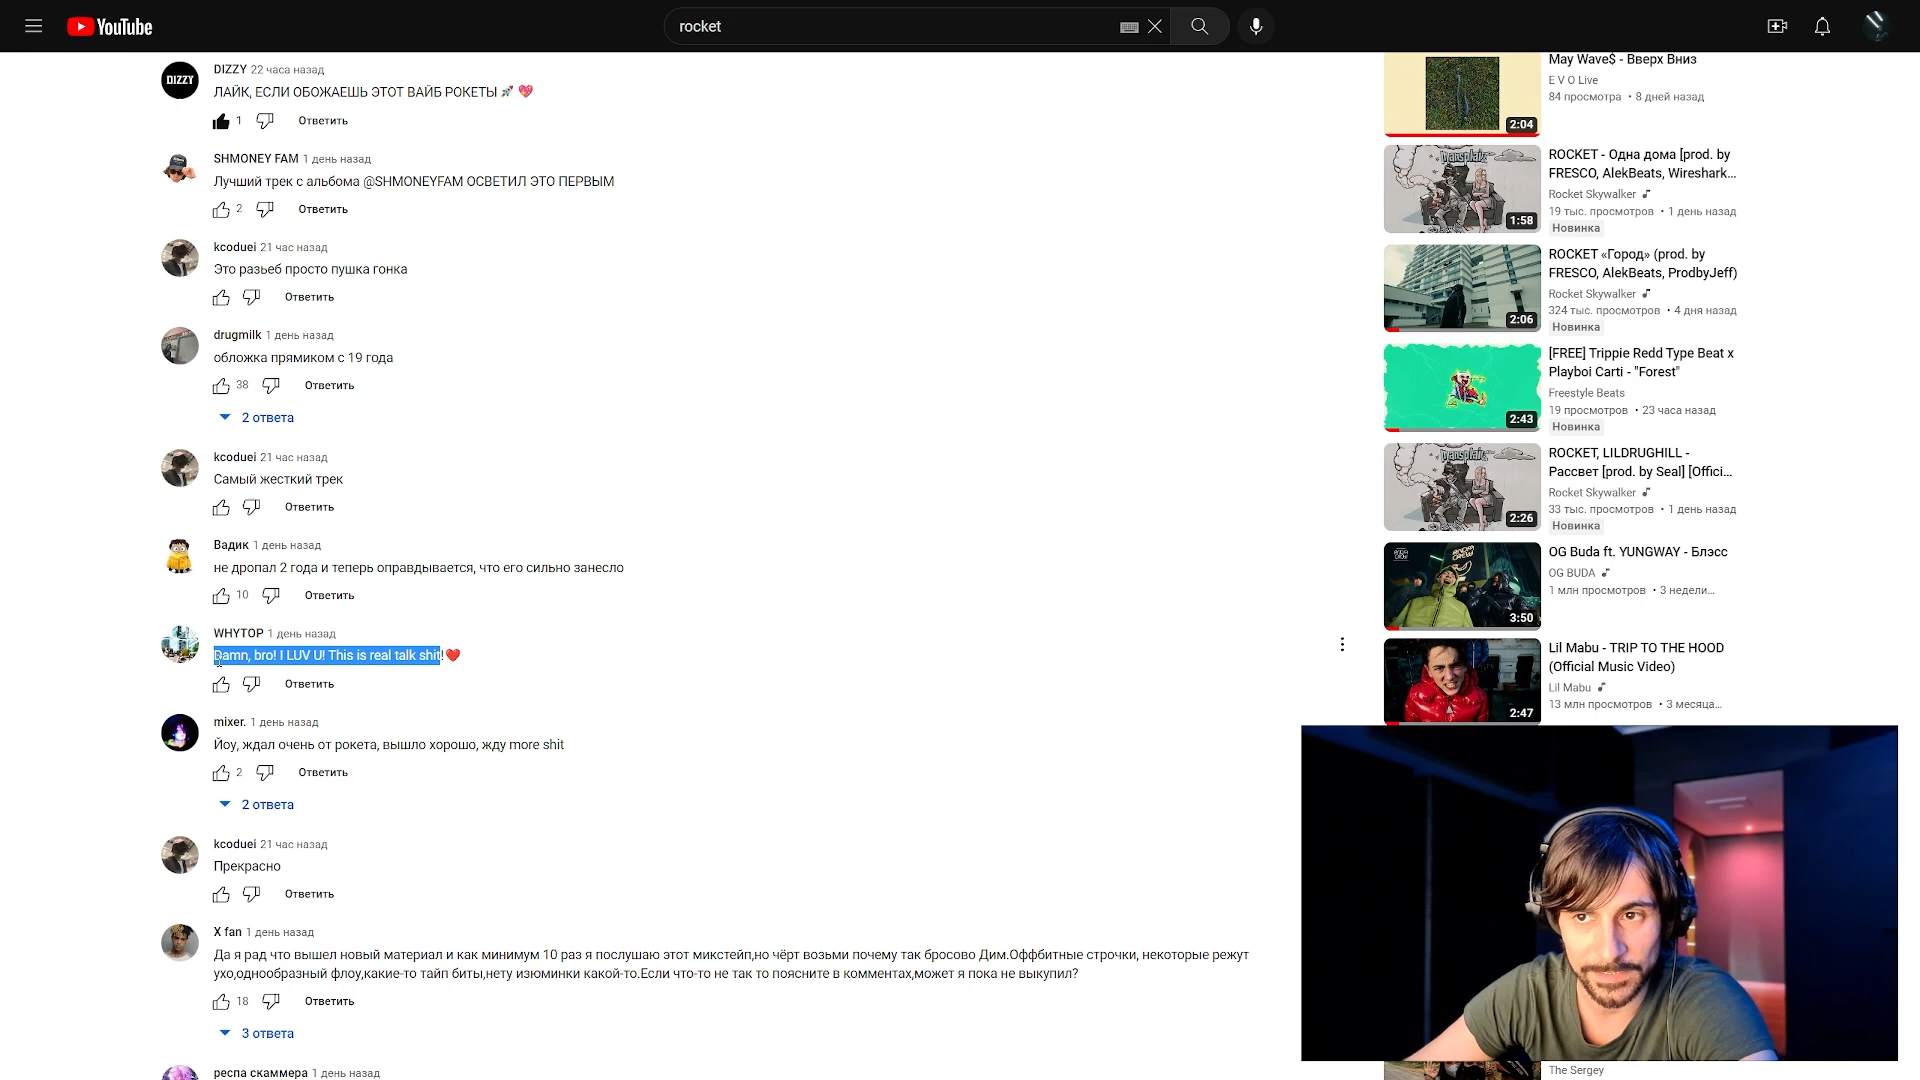 YouTube
rocket
DIZZY 22 часа назад
ЛАЙК, ЕСЛИ ОБОЖАЕШЬ ЭТОТ ВАЙБ РОКЕТЫ 🚀 💖
1 Ответить
SHMONEY FAM 1 день назад
Лучший трек с альбома @SHMONEYFAM ОСВЕТИЛ ЭТО ПЕРВЫМ
2 Ответить
kcoduei 21 час назад
Это разьеб просто пушка гонка
Ответить
drugmilk 1 день назад
обложка прямиком с 19 года
38 Ответить
2 ответа
kcoduei 21 час назад
Самый жесткий трек
Ответить
Вадик 1 день назад
не дропал 2 года и теперь оправдывается, что его сильно занесло
10 Ответить
WHYTOP 1 день назад
Damn, bro! I LUV U! This is real talk shit!❤️
Ответить
mixer. 1 день назад
Йоу, ждал очень от рокета, вышло хорошо, жду more shit
2 Ответить
2 ответа
kcoduei 21 час назад
Прекрасно
Ответить
X fan 1 день назад
Да я рад что вышел новый материал и как минимум 10 раз я послушаю этот микстейп,но чёрт возьми почему так бросово Дим.Оффбитные строчки, некоторые режут
ухо,однообразный флоу,какие-то тайп биты,нету изюминки какой-то.Если что-то не так то поясните в комментах,может я пока не выкупил?
18 Ответить
3 ответа
респа скаммера 1 день назад
May Wave$ - Вверх Вниз
E V O Live
84 просмотра • 8 дней назад
2:04
ROCKET - Одна дома [prod. by
FRESCO, AlekBeats, Wireshark...
Rocket Skywalker
19 тыс. просмотров • 1 день назад
1:58
Новинка
ROCKET «Город» (prod. by
FRESCO, AlekBeats, ProdbyJeff)
Rocket Skywalker
324 тыс. просмотров • 4 дня назад
2:06
Новинка
[FREE] Trippie Redd Type Beat x
Playboi Carti - "Forest"
Freestyle Beats
19 просмотров • 23 часа назад
2:43
Новинка
ROCKET, LILDRUGHILL -
Рассвет [prod. by Seal] [Offici...
Rocket Skywalker
33 тыс. просмотров • 1 день назад
2:26
Новинка
OG Buda ft. YUNGWAY - Блэсс
OG BUDA
1 млн просмотров • 3 недели...
3:50
Lil Mabu - TRIP TO THE HOOD
(Official Music Video)
Lil Mabu
13 млн просмотров • 3 месяца...
2:47
The Sergey